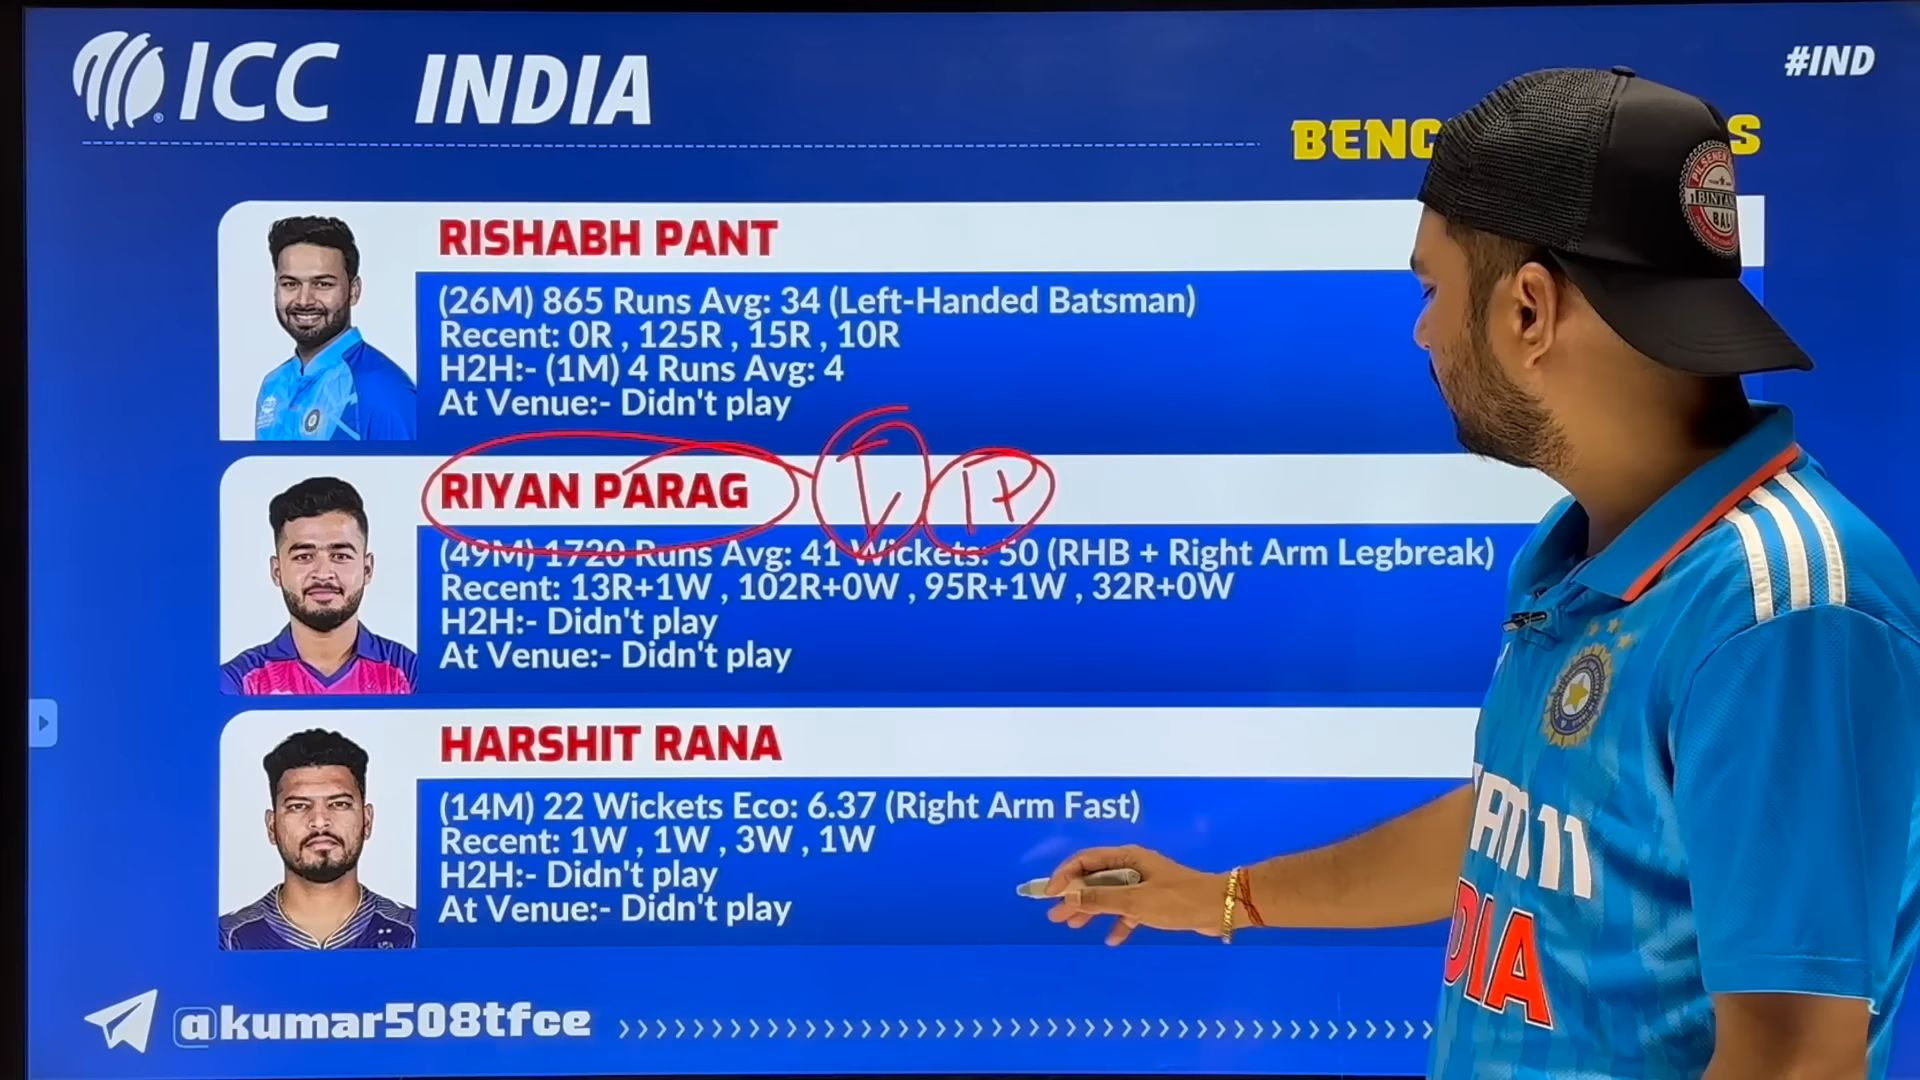 ICC INDIA
#IND
RISHABH PANT
(26M) 865 Runs Avg: 34 (Left-Handed Batsman)
Recent: 0R , 125R , 15R , 10R
H2H:- (1M) 4 Runs Avg: 4
At Venue:- Didn't play
RIYAN PARAG
(49M) 1720 Runs Avg: 41 Wickets: 50 (RHB + Right Arm Legbreak)
Recent: 13R+1W , 102R+0W , 95R+1W , 32R+0W
H2H:- Didn't play
At Venue:- Didn't play
HARSHIT RANA
(14M) 22 Wickets Eco: 6.37 (Right Arm Fast)
Recent: 1W , 1W , 3W , 1W
H2H:- Didn't play
At Venue:- Didn't play
@kumar508tfce
BINTANG
BALI